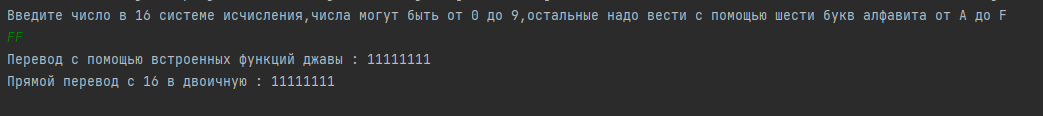 Введите число в 16 системе исчисления,числа могут быть от 0 до 9,остальные надо вести с помощью шести букв алфавита от A до F
FF
Перевод с помощью встроенных функций джавы : 11111111
Прямой перевод с 16 в двоичную : 11111111